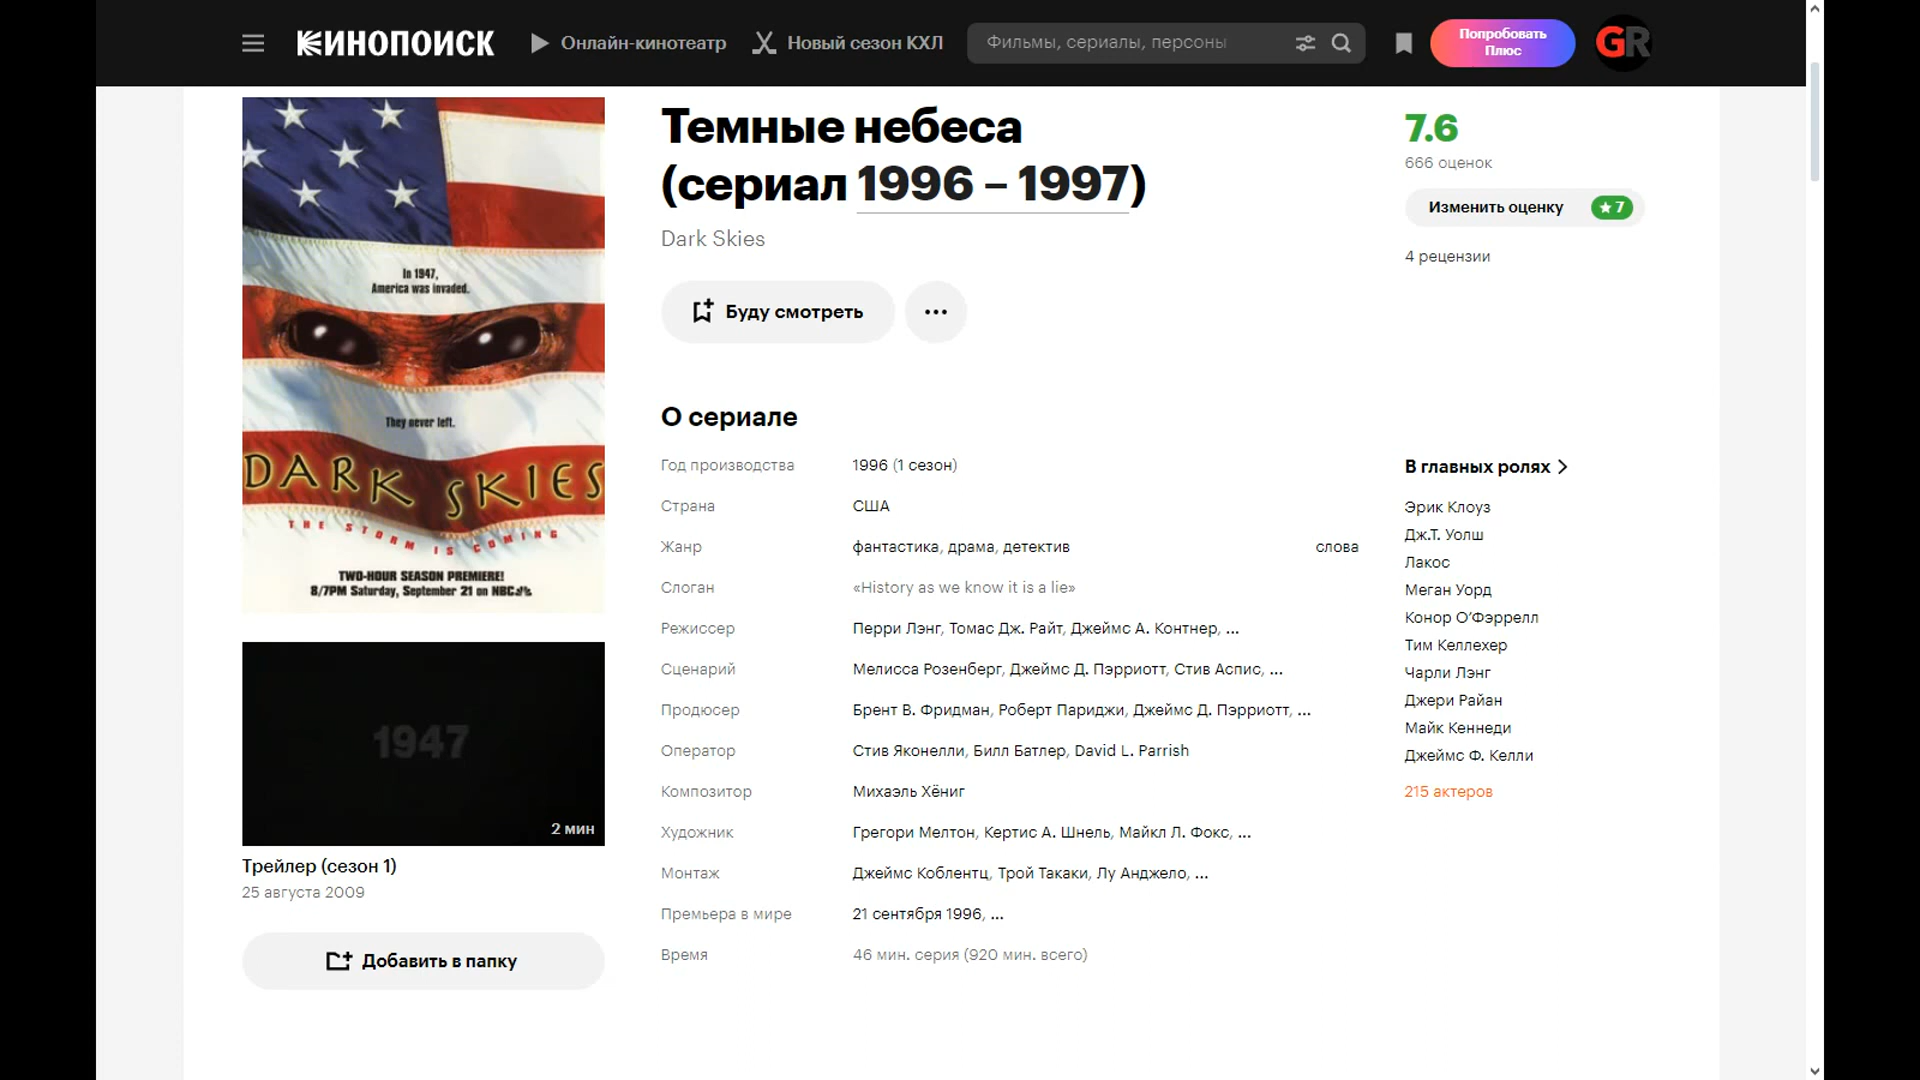 КИНОПОИСК
Онлайн-кинотеатр
Новый сезон КХЛ
Фильмы, сериалы, персоны
Попробовать
Плюс
GR
In 1947,
America was invaded.
They never left.
DARK SKIES
THE STORM IS COMING
TWO-HOUR SEASON PREMIERE!
8/7PM Saturday, September 21 on NBC
1947
2 мин
Трейлер (сезон 1)
25 августа 2009
Добавить в папку
Темные небеса
(сериал 1996 – 1997)
Dark Skies
Буду смотреть
О сериале
Год производства 1996 (1 сезон)
Страна США
Жанр фантастика, драма, детектив слова
Слоган «History as we know it is a lie»
Режиссер Перри Лэнг, Томас Дж. Райт, Джеймс А. Контнер, ...
Сценарий Мелисса Розенберг, Джеймс Д. Пэрриотт, Стив Аспис, ...
Продюсер Брент В. Фридман, Роберт Париджи, Джеймс Д. Пэрриотт, ...
Оператор Стив Яконелли, Билл Батлер, David L. Parrish
Композитор Михаэль Хёниг
Художник Грегори Мелтон, Кертис А. Шнель, Майкл Л. Фокс, ...
Монтаж Джеймс Коблентц, Трой Такаки, Лу Анджело, ...
Премьера в мире 21 сентября 1996, ...
Время 46 мин. серия (920 мин. всего)
7.6
666 оценок
Изменить оценку 7
4 рецензии
В главных ролях
Эрик Клоуз
Дж.Т. Уолш
Лакос
Меган Уорд
Конор О’Фэррелл
Тим Келлехер
Чарли Лэнг
Джери Райан
Майк Кеннеди
Джеймс Ф. Келли
215 актеров